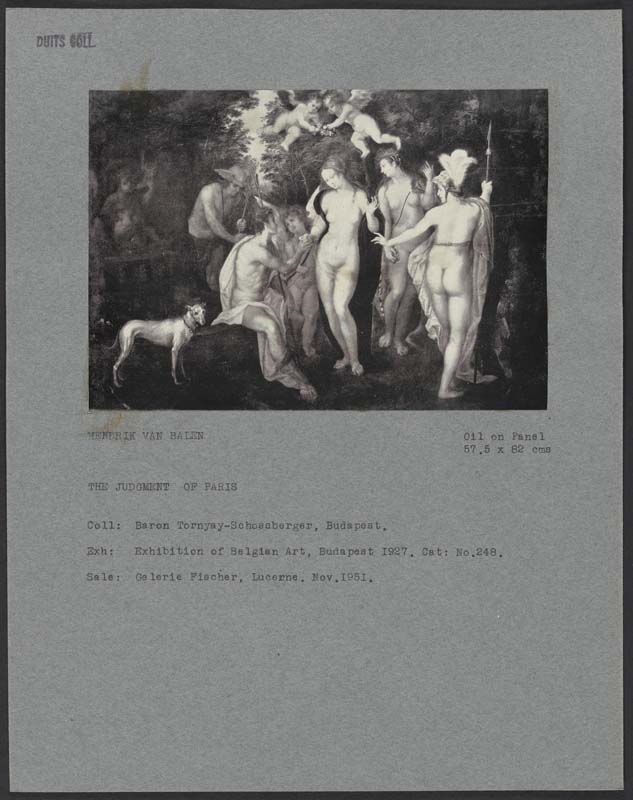 DUITS COLL.
HENDRIK VAN BALEN
Oil on Panel
57.5 x 82 cms
THE JUDGMENT OF PARIS
Coll: Baron Tornyay-Schossberger, Budapest.
Exh: Exhibition of Belgian Art, Budapest 1927. Cat: No.248.
Sale: Galerie Fischer, Lucerne. Nov.1951.